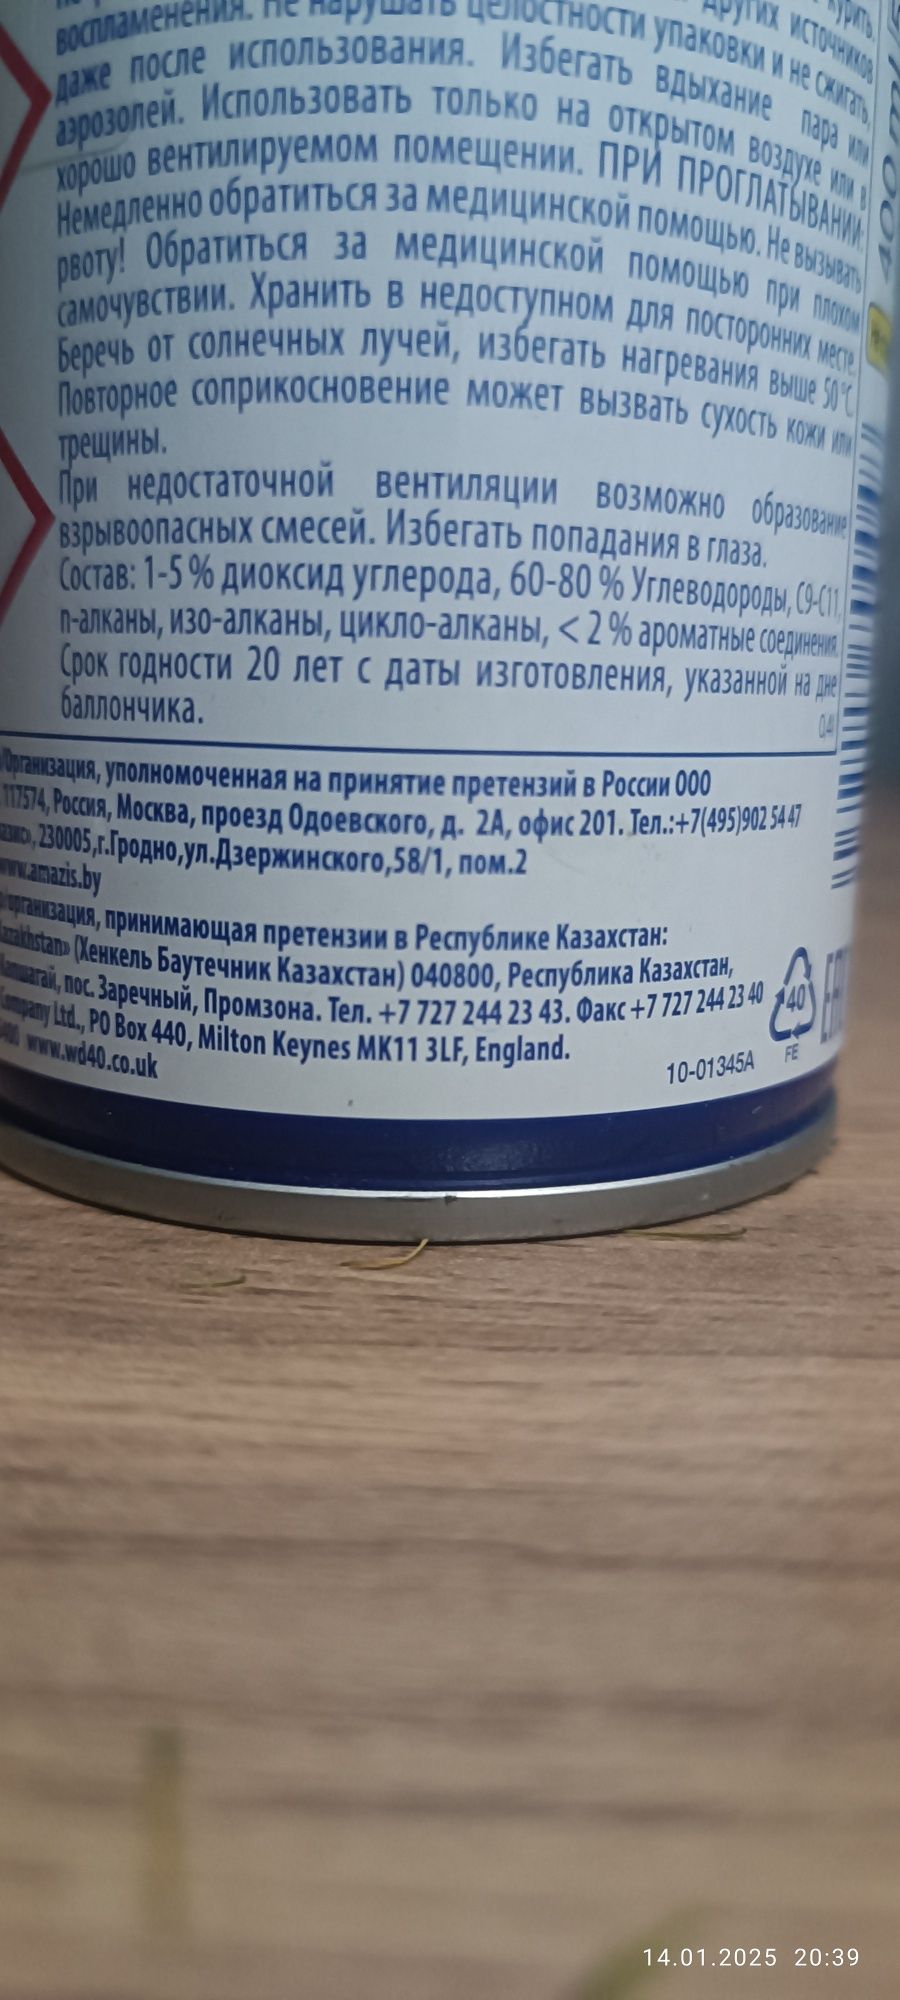 воспламенения. Не нарушать целостности упаковки и не сжигать,
других источников
курить.
даже после использования. Избегать вдыхание пара или
аэрозолей. Использовать только на открытом воздухе или в
хорошо вентилируемом помещении. ПРИ ПРОГЛАТЫВАНИИ:
Немедленно обратиться за медицинской помощью. Не вызывать
рвоту! Обратиться за медицинской помощью при плохом
самочувствии. Хранить в недоступном для посторонних месте.
Беречь от солнечных лучей, избегать нагревания выше 50°C
Повторное соприкосновение может вызвать сухость кожи или
трещины.
При недостаточной вентиляции возможно образование
взрывоопасных смесей. Избегать попадания в глаза.
Состав: 1-5 % диоксид углерода, 60-80 % Углеводороды, C9-C11,
n-алканы, изо-алканы, цикло-алканы, < 2 % ароматные соединения.
Срок годности 20 лет с даты изготовления, указанной на дне
баллончика.
/Организация, уполномоченная на принятие претензий в России ООО
117574, Россия, Москва, проезд Одоевского, д. 2А, офис 201. Тел.:+7(495)902 54 47
230005,г.Гродно,ул.Дзержинского,58/1, пом.2
www.amazis.by
организация, принимающая претензии в Республике Казахстан:
Kazakhstan» (Хенкель Баутечник Казахстан) 040800, Республика Казахстан,
Капшагай, пос. Заречный, Промзона. Тел. +7 727 244 23 43. Факс +7 727 244 23 40
Company Ltd., PO Box 440, Milton Keynes MK11 3LF, England.
www.wd40.co.uk
10-01345A
40
FE
400 ml
14.01.2025 20:39